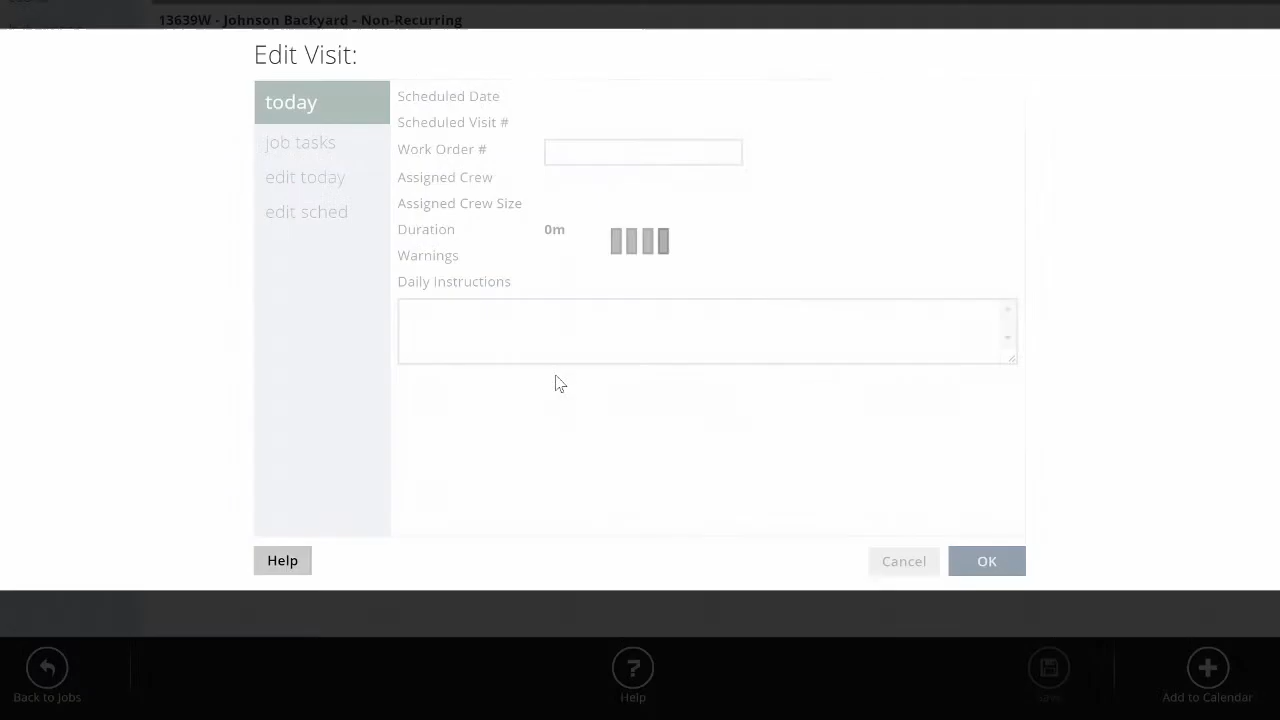 13639W - Johnson Backyard - Non-Recurring
Edit Visit:
today
job tasks
edit today
edit sched
Scheduled Date
Scheduled Visit #
Work Order #
Assigned Crew
Assigned Crew Size
Duration 0m
Warnings
Daily Instructions
Help
Cancel
OK
Back to Jobs
?
Help
Save
Add to Calendar